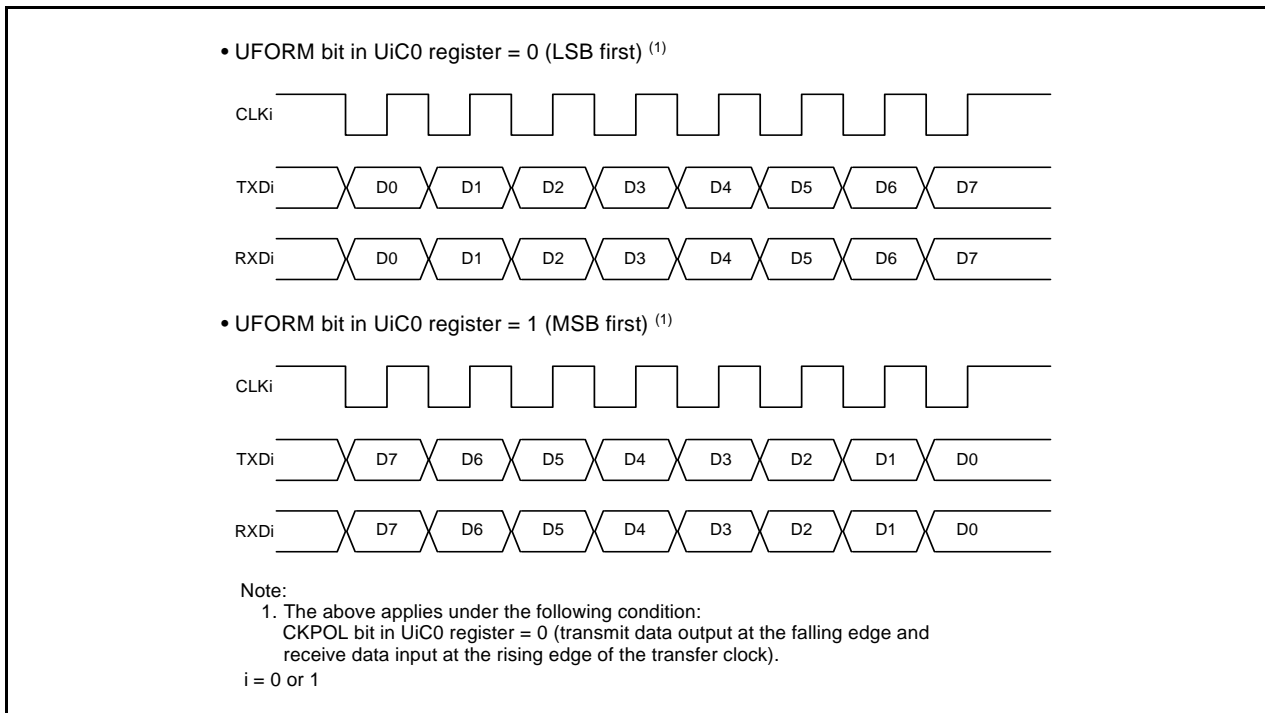 • UFORM bit in UiC0 register = 0 (LSB first) (1)
CLKi
TXDi D0 D1 D2 D3 D4 D5 D6 D7
RXDi D0 D1 D2 D3 D4 D5 D6 D7
• UFORM bit in UiC0 register = 1 (MSB first) (1)
CLKi
TXDi D7 D6 D5 D4 D3 D2 D1 D0
RXDi D7 D6 D5 D4 D3 D2 D1 D0
Note:
1. The above applies under the following condition:
CKPOL bit in UiC0 register = 0 (transmit data output at the falling edge and
receive data input at the rising edge of the transfer clock).
i = 0 or 1